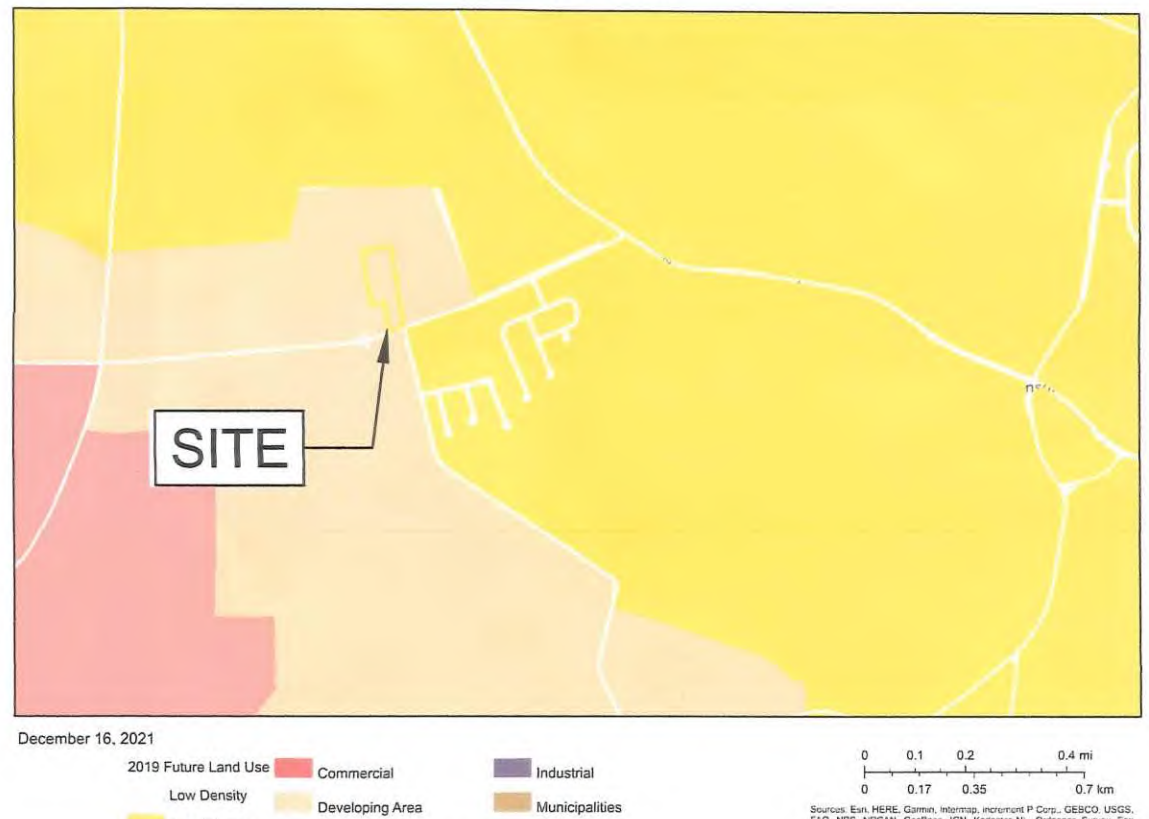 SITE
December 16, 2021
2019 Future Land Use
Low Density
Commercial
Developing Area
Industrial
Municipalities
0 0.1 0.2 0.4 mi
0 0.17 0.35 0.7 km
Sources: Esri, HERE, Garmin, Intermap, increment P Corp., GEBCO, USGS,